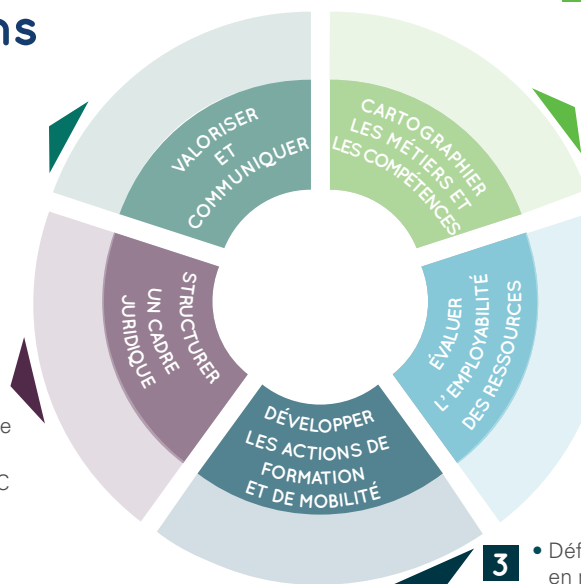 ns
VALORISER
ET
COMMUNIQUER
CARTOGRAPHIER
LES MÉTIERS ET
LES COMPÉTENCES
ÉVALUER
L'EMPLOYABILITÉ
DES RESSOURCES
DÉVELOPPER
LES ACTIONS DE
FORMATION
ET DE MOBILITÉ
STRUCTURER
UN CADRE
JURIDIQUE
e
C
3
• Déf
en